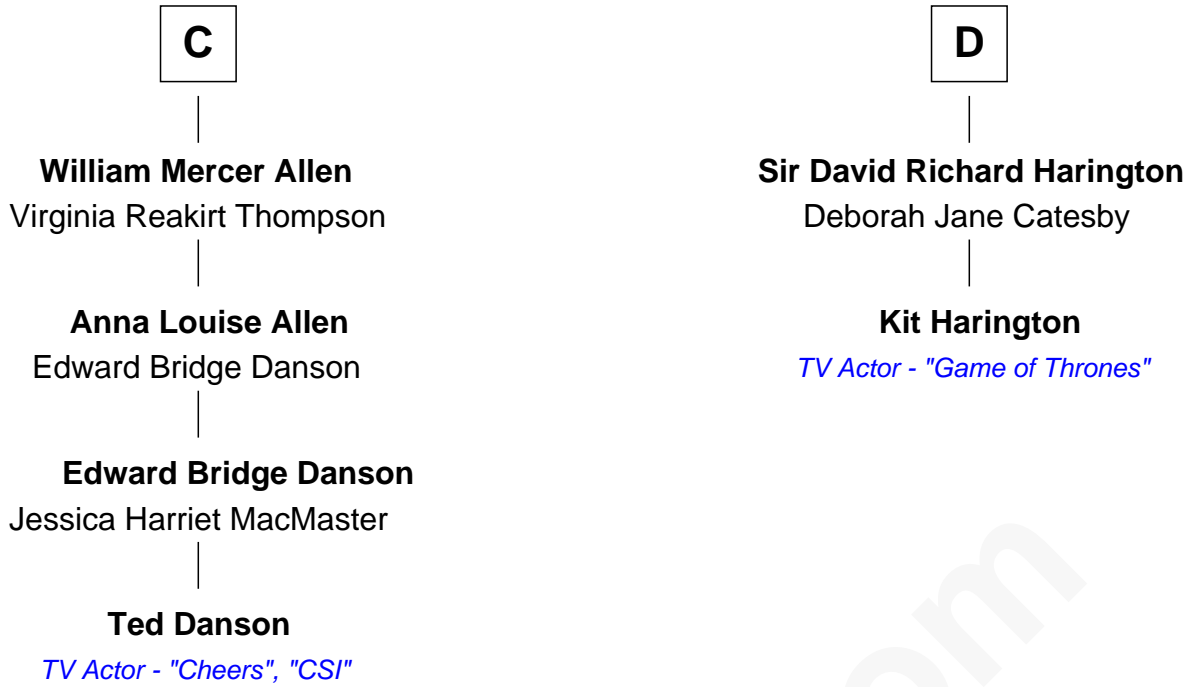 C
William Mercer Allen
Virginia Reakirt Thompson
Anna Louise Allen
Edward Bridge Danson
Edward Bridge Danson
Jessica Harriet MacMaster
Ted Danson
TV Actor - "Cheers", "CSI"
D
Sir David Richard Harington
Deborah Jane Catesby
Kit Harington
TV Actor - "Game of Thrones"
om